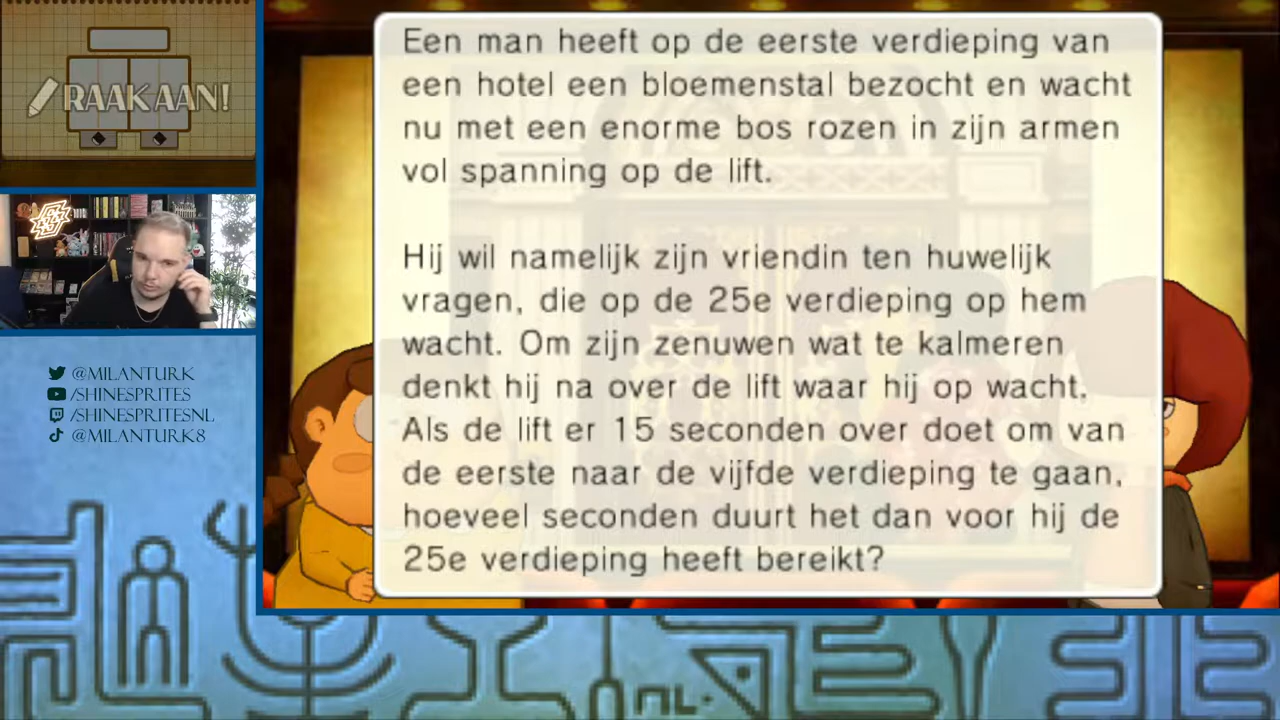 RAAK AAN!
Een man heeft op de eerste verdieping van
een hotel een bloemenstal bezocht en wacht
nu met een enorme bos rozen in zijn armen
vol spanning op de lift.
Hij wil namelijk zijn vriendin ten huwelijk
vragen, die op de 25e verdieping op hem
wacht. Om zijn zenuwen wat te kalmeren
denkt hij na over de lift waar hij op wacht.
Als de lift er 15 seconden over doet om van
de eerste naar de vijfde verdieping te gaan,
hoeveel seconden duurt het dan voor hij de
25e verdieping heeft bereikt?
@MILANTURK
/SHINESPRITES
/SHINESPRITESNL
@MILANTURK8